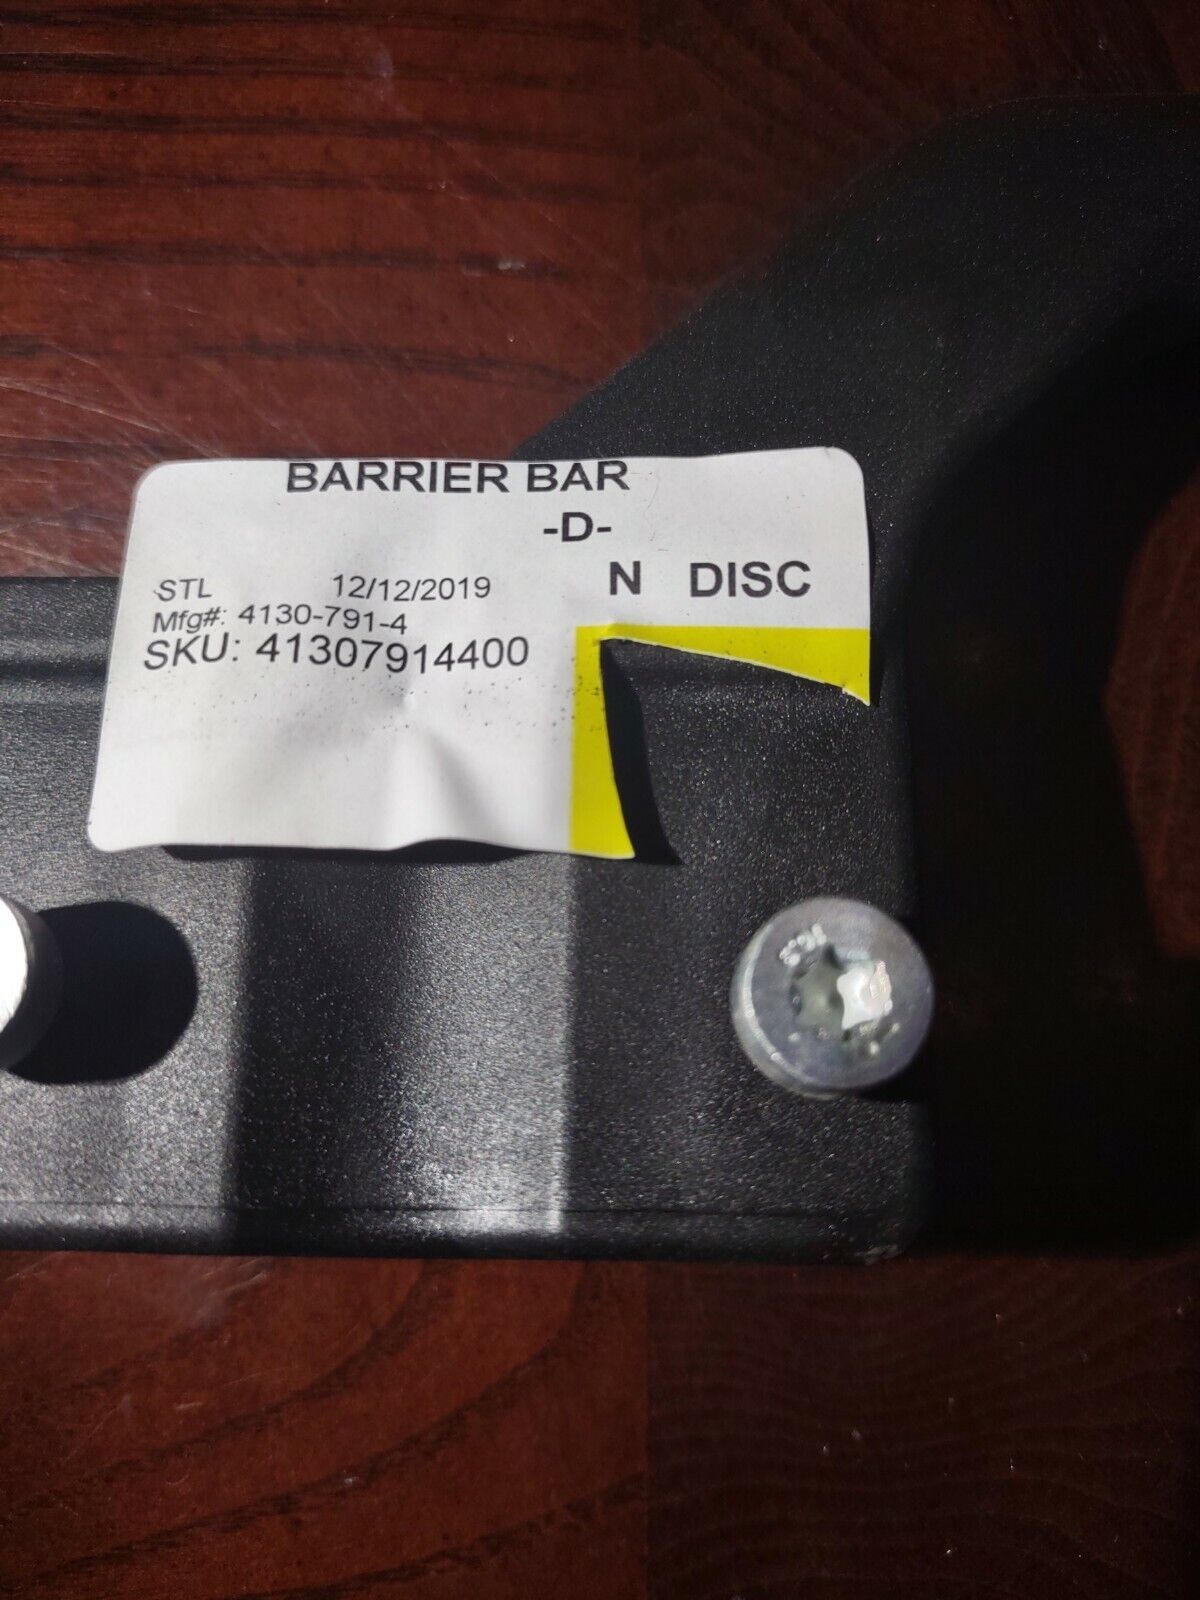 BARRIER BAR
-D-
STL 12/12/2019 N DISC
Mfg#: 4130-791-4
SKU: 41307914400